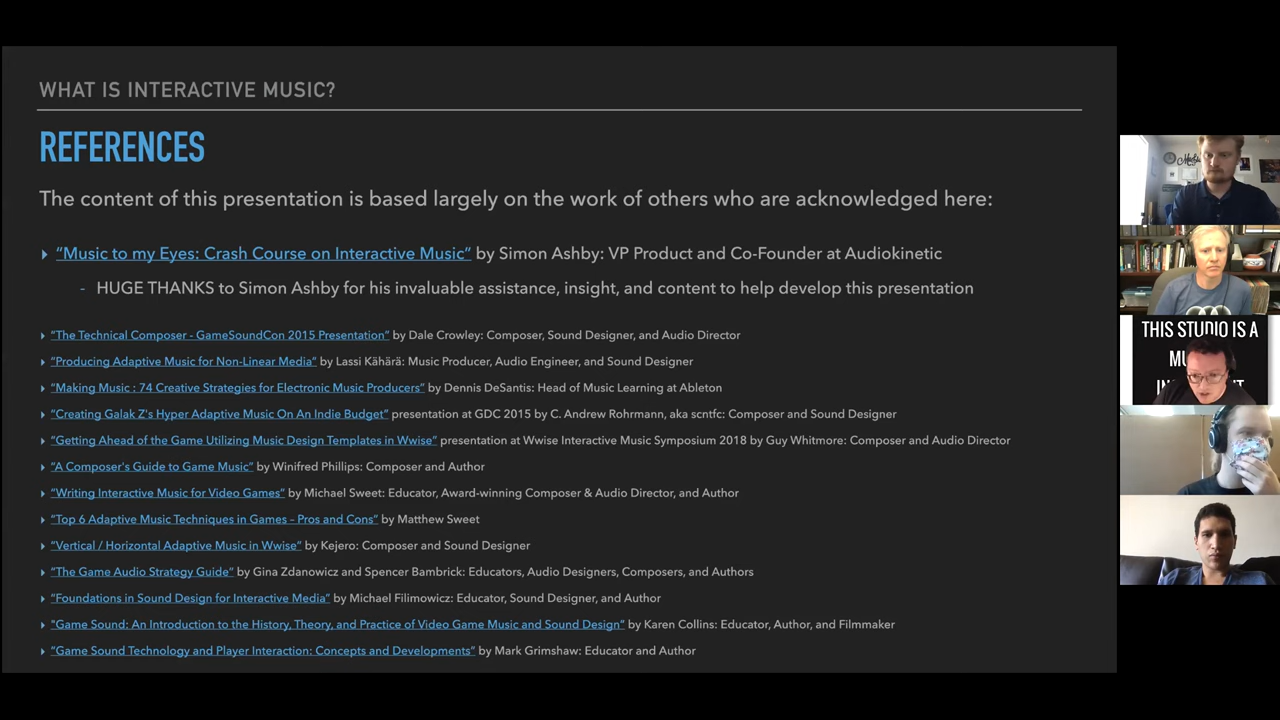 WHAT IS INTERACTIVE MUSIC?
REFERENCES
The content of this presentation is based largely on the work of others who are acknowledged here:
“Music to my Eyes: Crash Course on Interactive Music” by Simon Ashby: VP Product and Co-Founder at Audiokinetic
- HUGE THANKS to Simon Ashby for his invaluable assistance, insight, and content to help develop this presentation
“The Technical Composer - GameSoundCon 2015 Presentation” by Dale Crowley: Composer, Sound Designer, and Audio Director
“Producing Adaptive Music for Non-Linear Media” by Lassi Kähärä: Music Producer, Audio Engineer, and Sound Designer
“Making Music : 74 Creative Strategies for Electronic Music Producers” by Dennis DeSantis: Head of Music Learning at Ableton
“Creating Galak Z's Hyper Adaptive Music On An Indie Budget” presentation at GDC 2015 by C. Andrew Rohrmann, aka scntfc: Composer and Sound Designer
“Getting Ahead of the Game Utilizing Music Design Templates in Wwise” presentation at Wwise Interactive Music Symposium 2018 by Guy Whitmore: Composer and Audio Director
“A Composer's Guide to Game Music” by Winifred Phillips: Composer and Author
“Writing Interactive Music for Video Games” by Michael Sweet: Educator, Award-winning Composer & Audio Director, and Author
“Top 6 Adaptive Music Techniques in Games – Pros and Cons” by Matthew Sweet
“Vertical / Horizontal Adaptive Music in Wwise” by Kejero: Composer and Sound Designer
“The Game Audio Strategy Guide” by Gina Zdanowicz and Spencer Bambrick: Educators, Audio Designers, Composers, and Authors
“Foundations in Sound Design for Interactive Media” by Michael Filimowicz: Educator, Sound Designer, and Author
"Game Sound: An Introduction to the History, Theory, and Practice of Video Game Music and Sound Design” by Karen Collins: Educator, Author, and Filmmaker
“Game Sound Technology and Player Interaction: Concepts and Developments” by Mark Grimshaw: Educator and Author
THIS STUDIO IS A